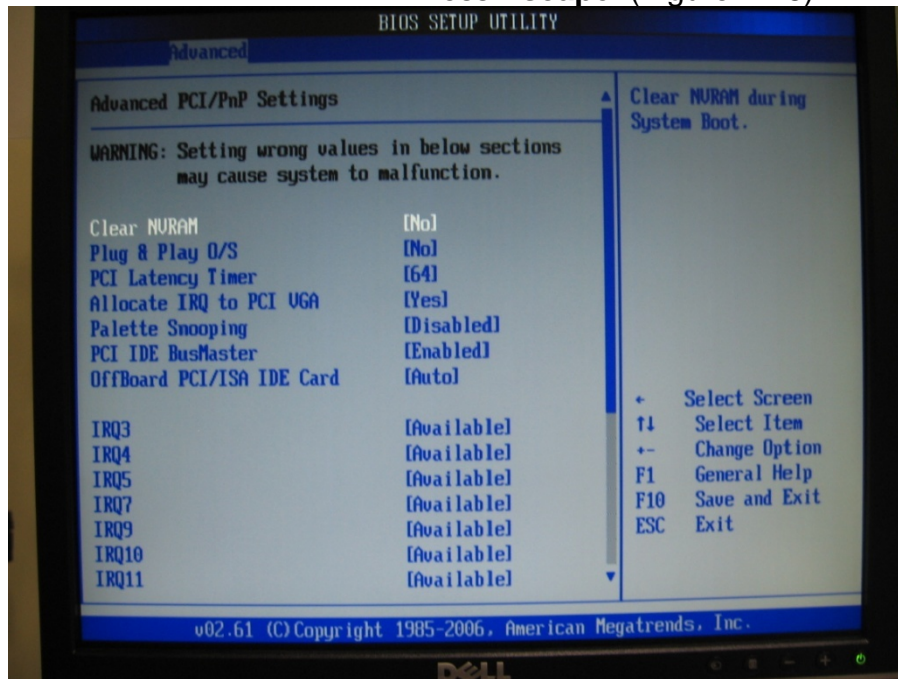 BIOS SETUP UTILITY
Advanced
Advanced PCI/PnP Settings
WARNING: Setting wrong values in below sections
may cause system to malfunction.
Clear NVRAM [No]
Plug & Play O/S [No]
PCI Latency Timer [64]
Allocate IRQ to PCI VGA [Yes]
Palette Snooping [Disabled]
PCI IDE BusMaster [Enabled]
OffBoard PCI/ISA IDE Card [Auto]
IRQ3 [Available]
IRQ4 [Available]
IRQ5 [Available]
IRQ7 [Available]
IRQ9 [Available]
IRQ10 [Available]
IRQ11 [Available]
Clear NVRAM during
System Boot.
← Select Screen
↑↓ Select Item
+- Change Option
F1 General Help
F10 Save and Exit
ESC Exit
v02.61 (C)Copyright 1985-2006, American Megatrends, Inc.
DELL